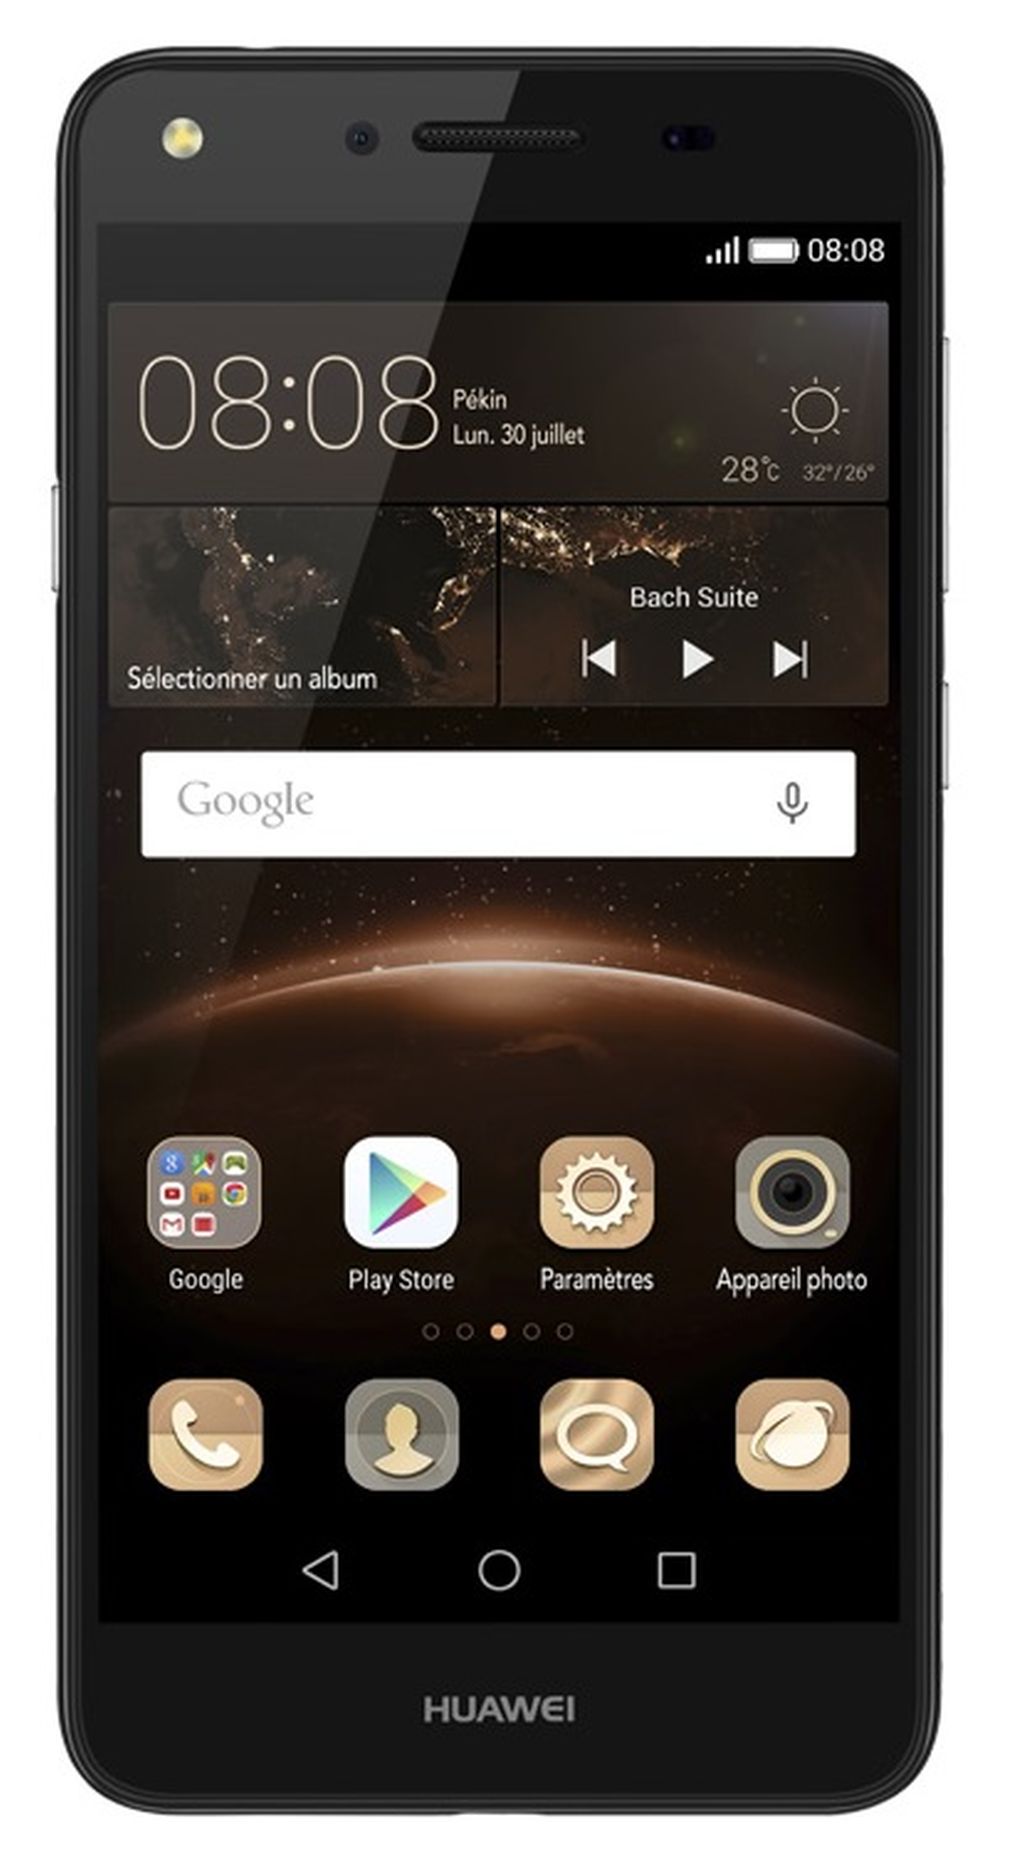 08:08
08:08
Pékin
Lun. 30 juillet
28°c 32°/26°
Bach Suite
Sélectionner un album
Google
Google Play Store Paramètres Appareil photo
HUAWEI